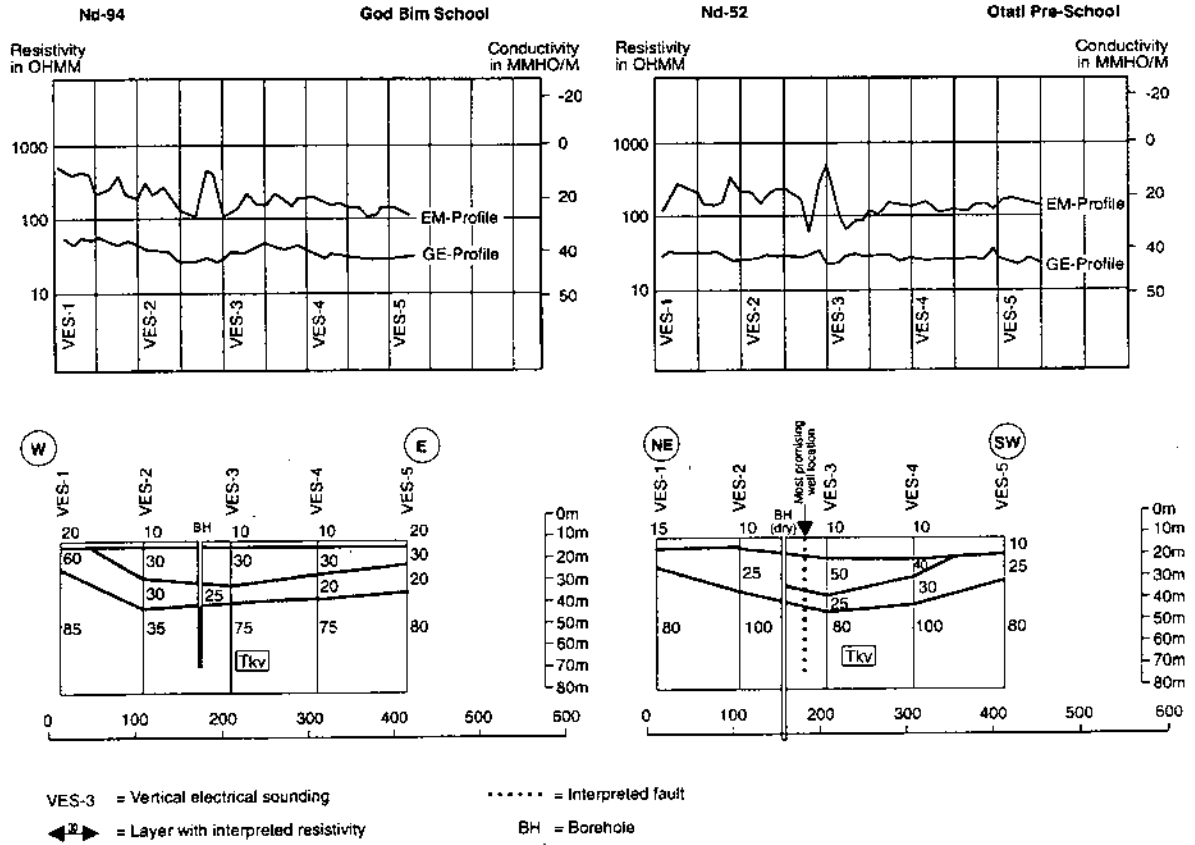 Nd-94 God Bim School
Resistivity
in OHMM
Conductivity
in MMHO/M
1000
100
10
-20
0
20
40
50
EM-Profile
GE-Profile
VES-1 VES-2 VES-3 VES-4 VES-5
Nd-52 Otatl Pre-School
Resistivity
in OHMM
Conductivity
in MMHO/M
1000
100
10
-20
0
20
40
50
EM-Profile
GE-Profile
VES-1 VES-2 VES-3 VES-4 VES-5
W E
VES-1 VES-2 VES-3 VES-4 VES-5
20 10 BH 10 10 20
60 30 30 30 30
30 25 20 20
85 35 75 75 80
Tkv
0m
10m
20m
30m
40m
50m
60m
70m
80m
0 100 200 300 400 500 600
NE SW
VES-1 VES-2 VES-3 VES-4 VES-5
Most promising
well location
15 10 BH
(dry) 10 10 10
25 50 40 25
25 30
80 100 80 100 80
Tkv
0m
10m
20m
30m
40m
50m
60m
70m
80m
0 100 200 300 400 500 600
VES-3 = Vertical electrical sounding
30 = Layer with interpreted resistivity
= Interpreted fault
BH = Borehole